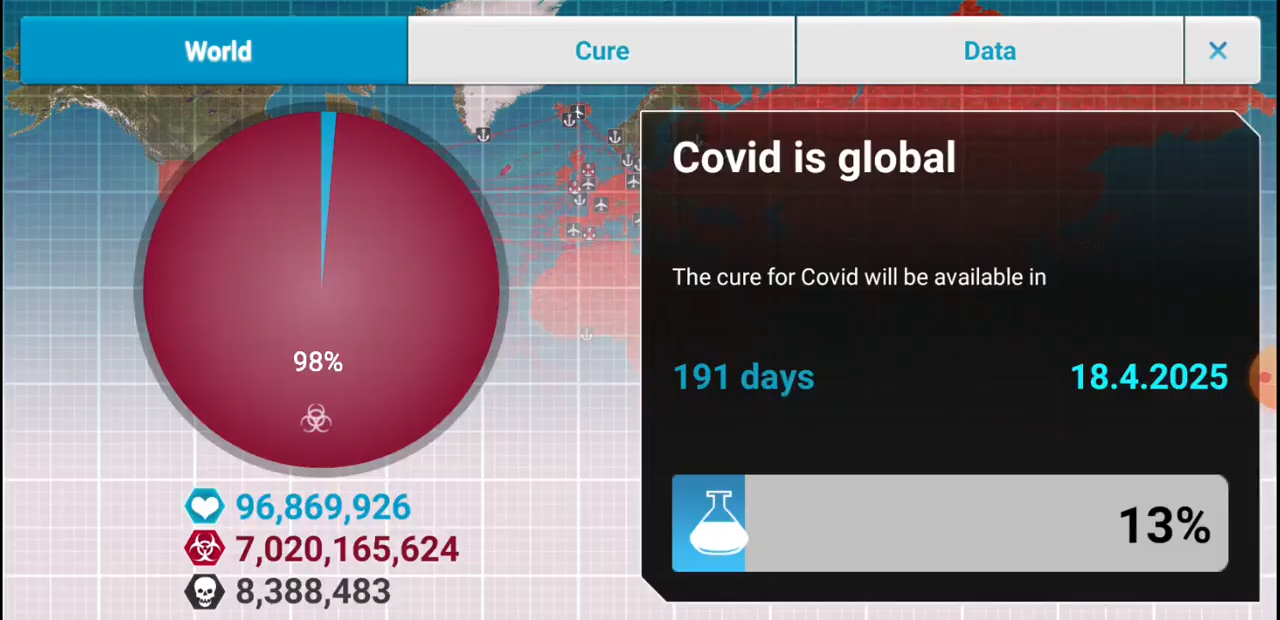 World
Cure
Data
×
98%
96,869,926
7,020,165,624
8,388,483
Covid is global
The cure for Covid will be available in
191 days
18.4.2025
13%